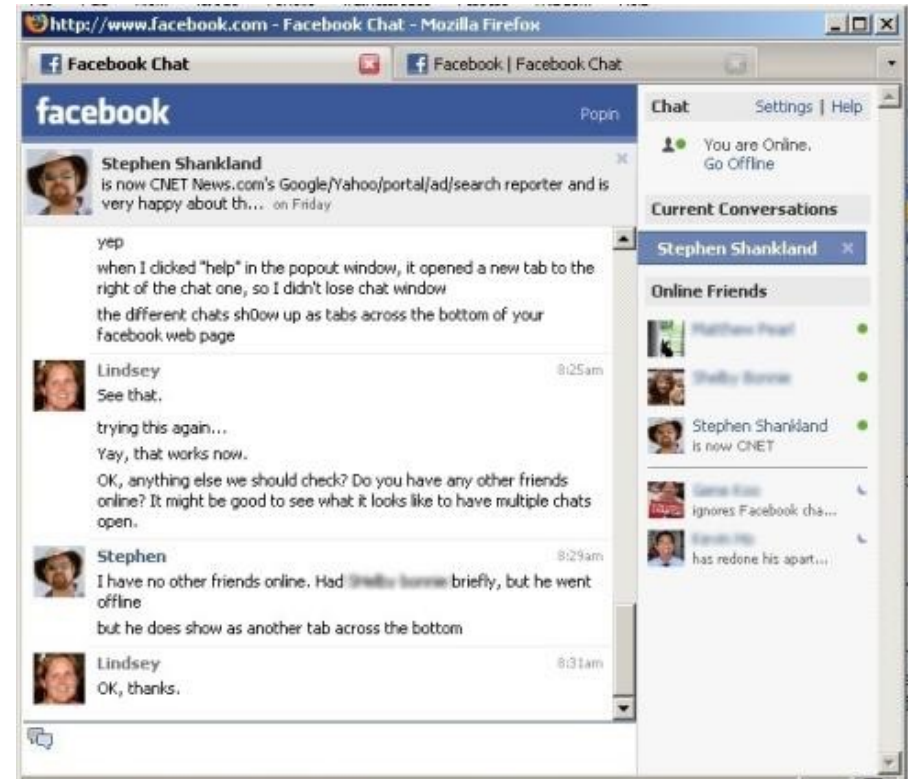 http://www.facebook.com - Facebook Chat - Mozilla Firefox
Facebook Chat
Facebook | Facebook Chat
facebook
Popin
Stephen Shankland
is now CNET News.com's Google/Yahoo/portal/ad/search reporter and is
very happy about th... on Friday
yep
when I clicked "help" in the popout window, it opened a new tab to the
right of the chat one, so I didn't lose chat window
the different chats sh0ow up as tabs across the bottom of your
facebook web page
Lindsey 8:25am
See that.
trying this again...
Yay, that works now.
OK, anything else we should check? Do you have any other friends
online? It might be good to see what it looks like to have multiple chats
open.
Stephen 8:29am
I have no other friends online. Had briefly, but he went
offline
but he does show as another tab across the bottom
Lindsey 8:31am
OK, thanks.
Chat Settings | Help
You are Online.
Go Offline
Current Conversations
Stephen Shankland
Online Friends
Stephen Shankland
is now CNET
ignores Facebook cha...
has redone his apart...